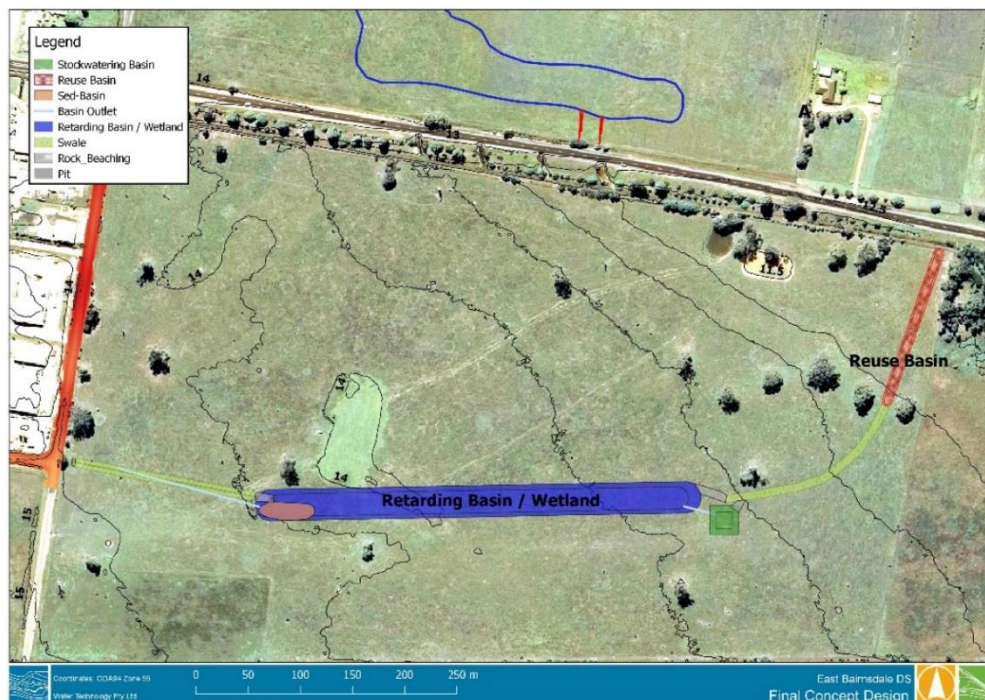 Legend
Stockwatering Basin
Reuse Basin
Sed-Basin
Basin Outlet
Retarding Basin / Wetland
Swale
Rock_Beaching
Pit
14
13
A
14
11.5
14
Reuse Basin
14
14
Retarding Basin / Wetland
15
15
Coordinates: GDA94 Zone 55
Water Technology Pty Ltd
0 50 100 150 200 250 m
East Bairnsdale DS
Final Concept Design